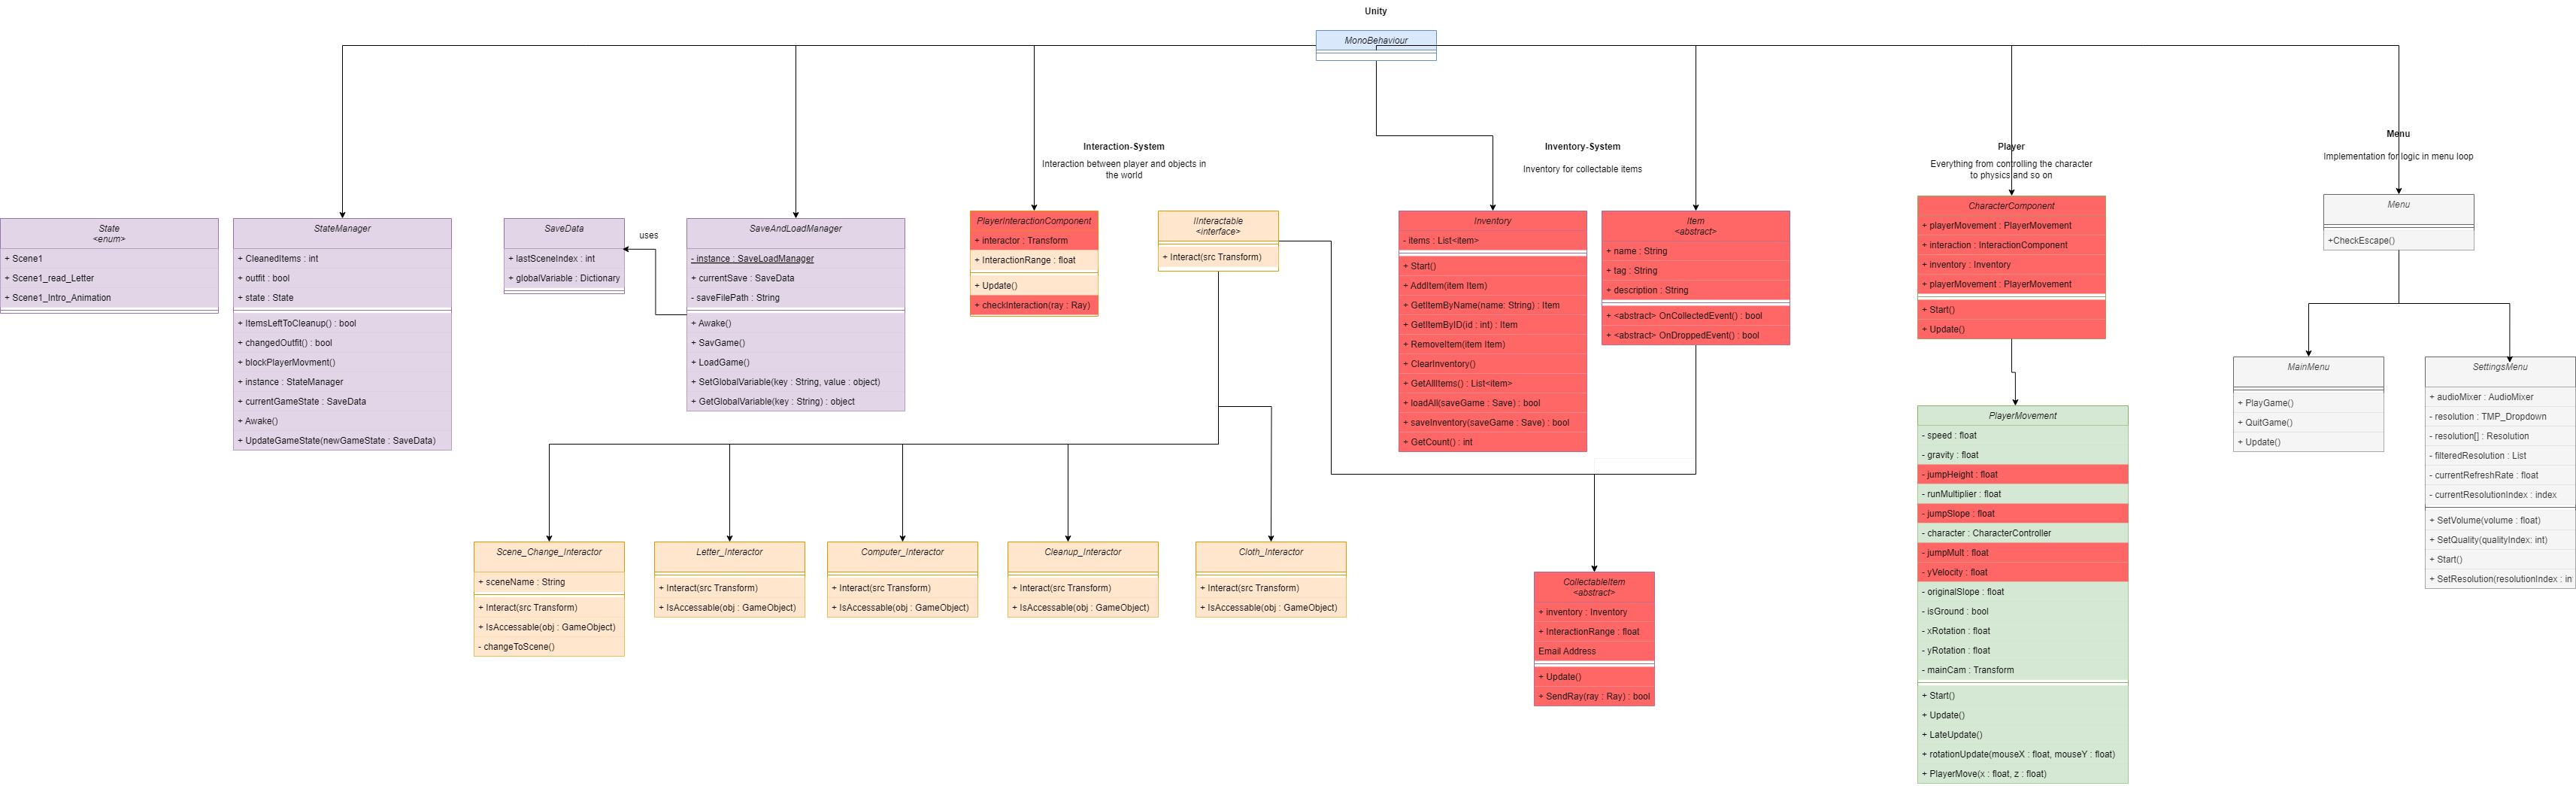 Unity
MonoBehaviour
Interaction-System
Interaction between player and objects in
the world
Inventory-System
Inventory for collectable items
Player
Everything from controlling the character
to physics and so on
Menu
Implementation for logic in menu loop
State
<enum>
+ Scene1
+ Scene1_read_Letter
+ Scene1_Intro_Animation
StateManager
+ CleanedItems : int
+ outfit : bool
+ state : State
+ ItemsLeftToCleanup() : bool
+ changedOutfit() : bool
+ blockPlayerMovment()
+ instance : StateManager
+ currentGameState : SaveData
+ Awake()
+ UpdateGameState(newGameState : SaveData)
SaveData
+ lastSceneIndex : int
+ globalVariable : Dictionary
uses
SaveAndLoadManager
- instance : SaveLoadManager
+ currentSave : SaveData
- saveFilePath : String
+ Awake()
+ SavGame()
+ LoadGame()
+ SetGlobalVariable(key : String, value : object)
+ GetGlobalVariable(key : String) : object
PlayerInteractionComponent
+ interactor : Transform
+ InteractionRange : float
+ Update()
+ checkInteraction(ray : Ray)
IInteractable
<interface>
+ Interact(src Transform)
Inventory
- items : List<item>
+ Start()
+ AddItem(item Item)
+ GetItemByName(name: String) : Item
+ GetItemByID(id : int) : Item
+ RemoveItem(item Item)
+ ClearInventory()
+ GetAllItems() : List<item>
+ loadAll(saveGame : Save) : bool
+ saveInventory(saveGame : Save) : bool
+ GetCount() : int
Item
<abstract>
+ name : String
+ tag : String
+ description : String
+ <abstract> OnCollectedEvent() : bool
+ <abstract> OnDroppedEvent() : bool
CharacterComponent
+ playerMovement : PlayerMovement
+ interaction : InteractionComponent
+ inventory : Inventory
+ playerMovement : PlayerMovement
+ Start()
+ Update()
Menu
+CheckEscape()
MainMenu
+ PlayGame()
+ QuitGame()
+ Update()
SettingsMenu
+ audioMixer : AudioMixer
- resolution : TMP_Dropdown
- resolution[] : Resolution
- filteredResolution : List
- currentRefreshRate : float
- currentResolutionIndex : index
+ SetVolume(volume : float)
+ SetQuality(qualityIndex: int)
+ Start()
+ SetResolution(resolutionIndex : in
PlayerMovement
- speed : float
- gravity : float
- jumpHeight : float
- runMultiplier : float
- jumpSlope : float
- character : CharacterController
- jumpMult : float
- yVelocity : float
- originalSlope : float
- isGround : bool
- xRotation : float
- yRotation : float
- mainCam : Transform
+ Start()
+ Update()
+ LateUpdate()
+ rotationUpdate(mouseX : float, mouseY : float)
+ PlayerMove(x : float, z : float)
Scene_Change_Interactor
+ sceneName : String
+ Interact(src Transform)
+ IsAccessable(obj : GameObject)
- changeToScene()
Letter_Interactor
+ Interact(src Transform)
+ IsAccessable(obj : GameObject)
Computer_Interactor
+ Interact(src Transform)
+ IsAccessable(obj : GameObject)
Cleanup_Interactor
+ Interact(src Transform)
+ IsAccessable(obj : GameObject)
Cloth_Interactor
+ Interact(src Transform)
+ IsAccessable(obj : GameObject)
CollectableItem
<abstract>
+ inventory : Inventory
+ InteractionRange : float
Email Address
+ Update()
+ SendRay(ray : Ray) : bool